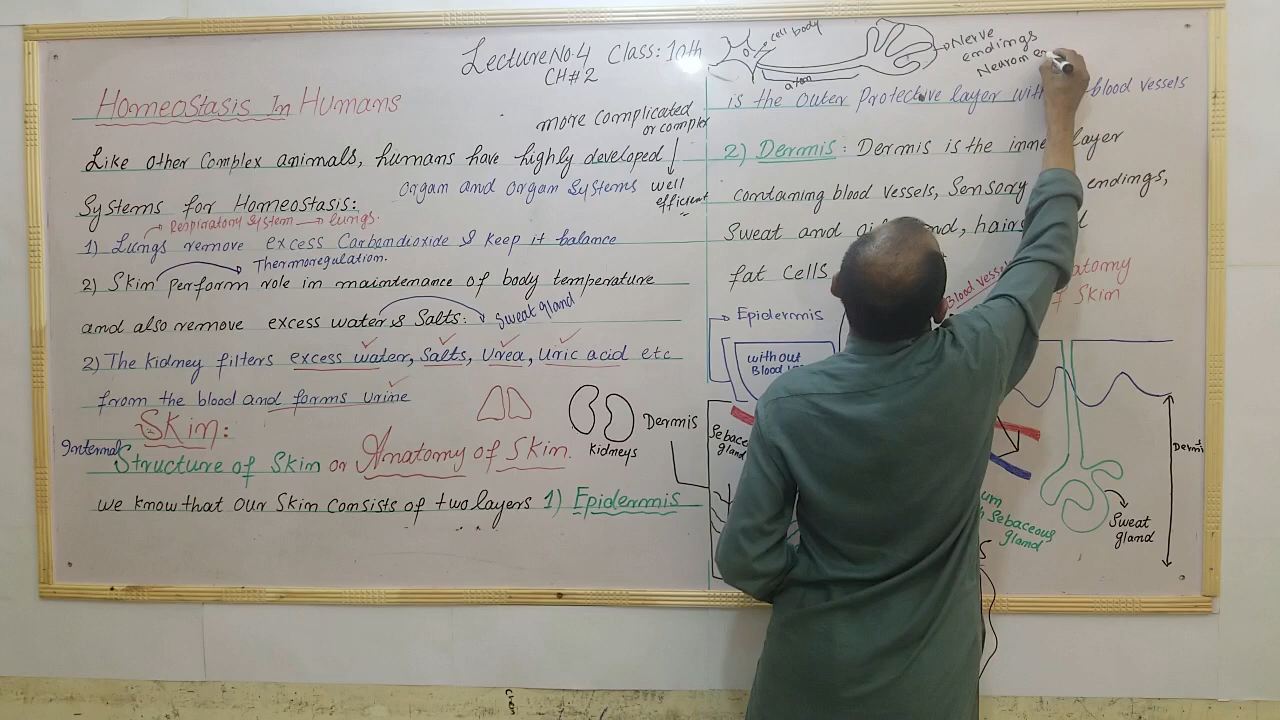 Lecture No 4 Class: 10th
CH#2
Homeostasis In Humans
more complicated
or complex
Like other complex animals, humans have highly developed
organ and organ systems
well
efficient
Systems for Homeostasis:
Respiratory System → lungs.
1) Lungs remove excess Carbondioxide & keep it balance
Thermoregulation.
2) Skin perform role in maintenance of body temperature
and also remove excess water & Salts:
Sweat gland
2) The kidney filters excess water, Salts, Urea, Uric acid etc
from the blood and forms urine
kidneys
Skin:
Internal
Structure of Skin or Anatomy of Skin.
we know that our Skin consists of two layers 1) Epidermis
cell body
axon
Nerve
endings
is the outer Protective layer blood vessels
2) Dermis: Dermis is the layer
containing blood vessels, Sensory endings,
Sweat and
fat cells
Skin
Epidermis
with out
Dermis
gland
Sebaceous
gland
Sweat
gland